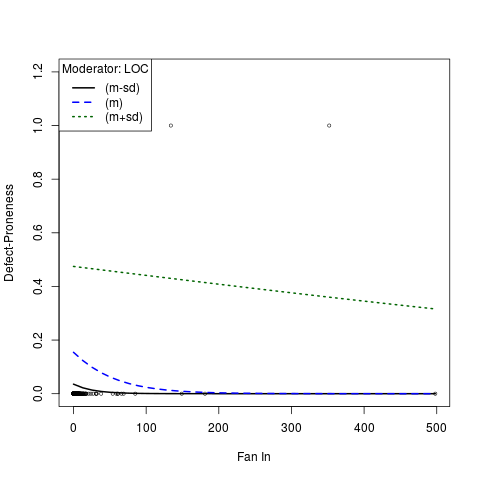 Moderator: LOC
(m-sd)
(m)
(m+sd)
Defect-Proneness
1.2
1.0
0.8
0.6
0.4
0.2
0.0
0 100 200 300 400 500
Fan In